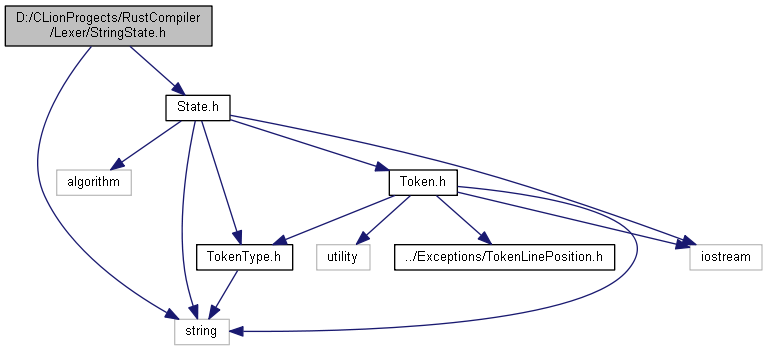 D:/CLionProgects/RustCompiler
/Lexer/StringState.h
State.h
algorithm
Token.h
TokenType.h
utility
../Exceptions/TokenLinePosition.h
iostream
string